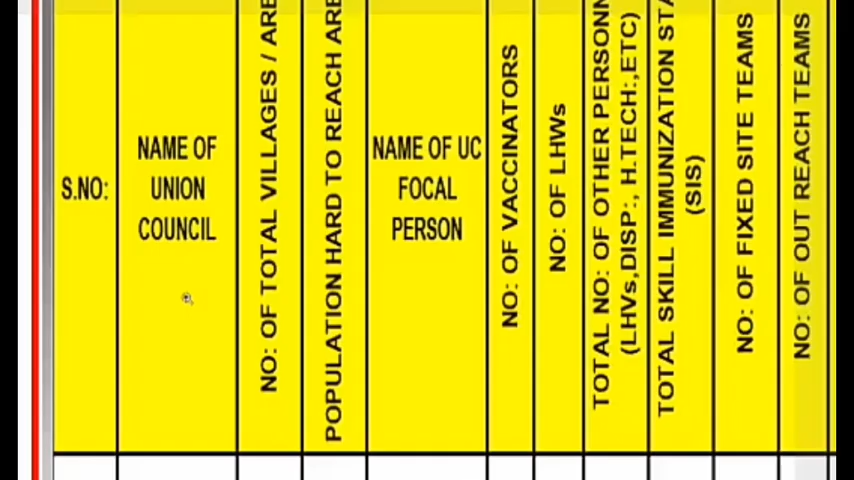 S.NO:
NAME OF
UNION
COUNCIL
NO: OF TOTAL VILLAGES /
POPULATION HARD TO REACH
NAME OF UC
FOCAL
PERSON
NO: OF VACCINATORS
NO: OF LHWs
TOTAL NO: OF OTHER
(LHVs,DISP:, H.TECH:,ETC)
TOTAL SKILL IMMUNIZATION
(SIS)
NO: OF FIXED SITE TEAMS
NO: OF OUT REACH TEAMS